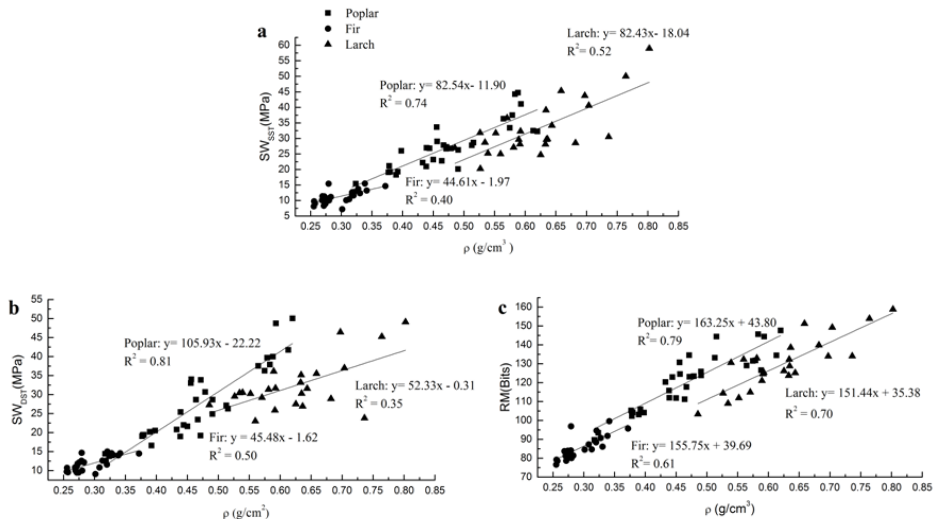 Poplar
Fir
Larch
a
Larch: y= 82.43x- 18.04
R² = 0.52
Poplar: y= 82.54x- 11.90
R² = 0.74
Fir: y= 44.61x - 1.97
R² = 0.40
SW_SST(MPa)
60
55
50
45
40
35
30
25
20
15
10
5
0.25 0.30 0.35 0.40 0.45 0.50 0.55 0.60 0.65 0.70 0.75 0.80 0.85
ρ (g/cm³)
b
Poplar: y= 105.93x - 22.22
R² = 0.81
Larch: y= 52.33x - 0.31
R² = 0.35
Fir: y = 45.48x - 1.62
R² = 0.50
SW_DST(MPa)
55
50
45
40
35
30
25
20
15
10
0.25 0.30 0.35 0.40 0.45 0.50 0.55 0.60 0.65 0.70 0.75 0.80 0.85
ρ (g/cm²)
c
Poplar: y= 163.25x + 43.80
R² = 0.79
Larch: y= 151.44x + 35.38
R² = 0.70
Fir: y= 155.75x + 39.69
R² = 0.61
RM(Bits)
160
150
140
130
120
110
100
90
80
70
0.25 0.30 0.35 0.40 0.45 0.50 0.55 0.60 0.65 0.70 0.75 0.80 0.85
ρ (g/cm³)